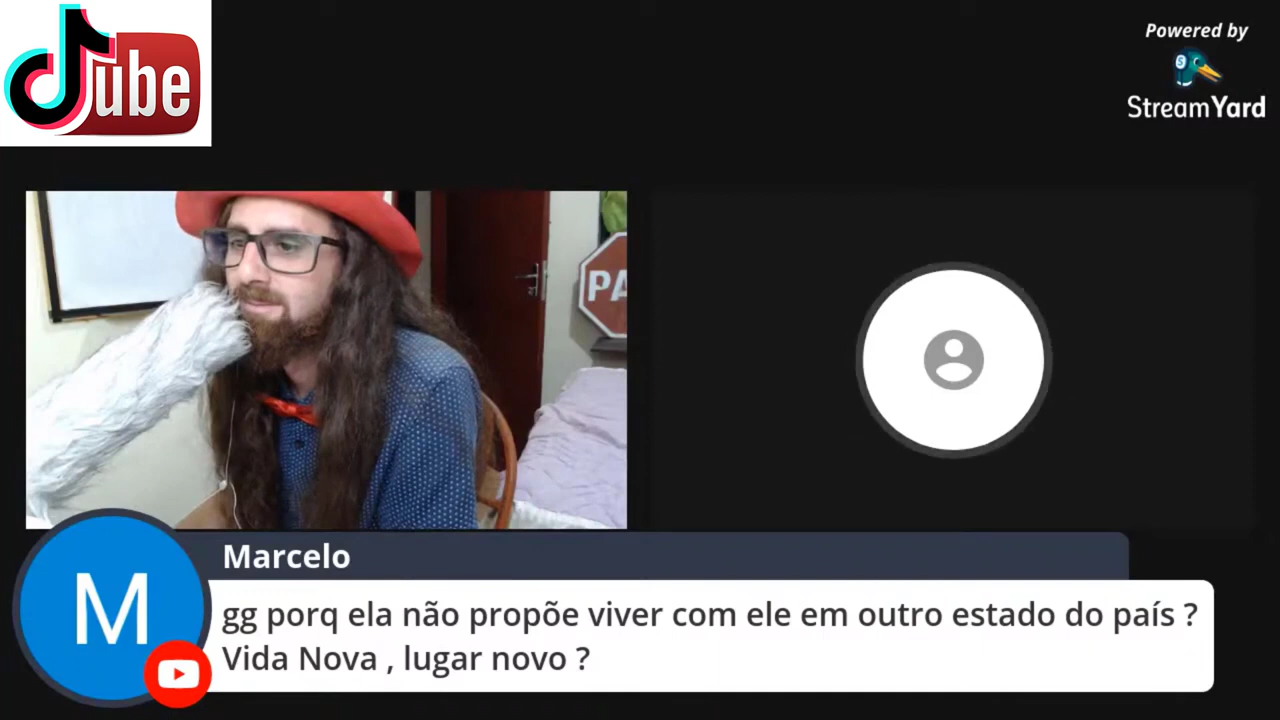 ube
Powered by
StreamYard
PA
Marcelo
M
gg porq ela não propõe viver com ele em outro estado do país ?
Vida Nova , lugar novo ?